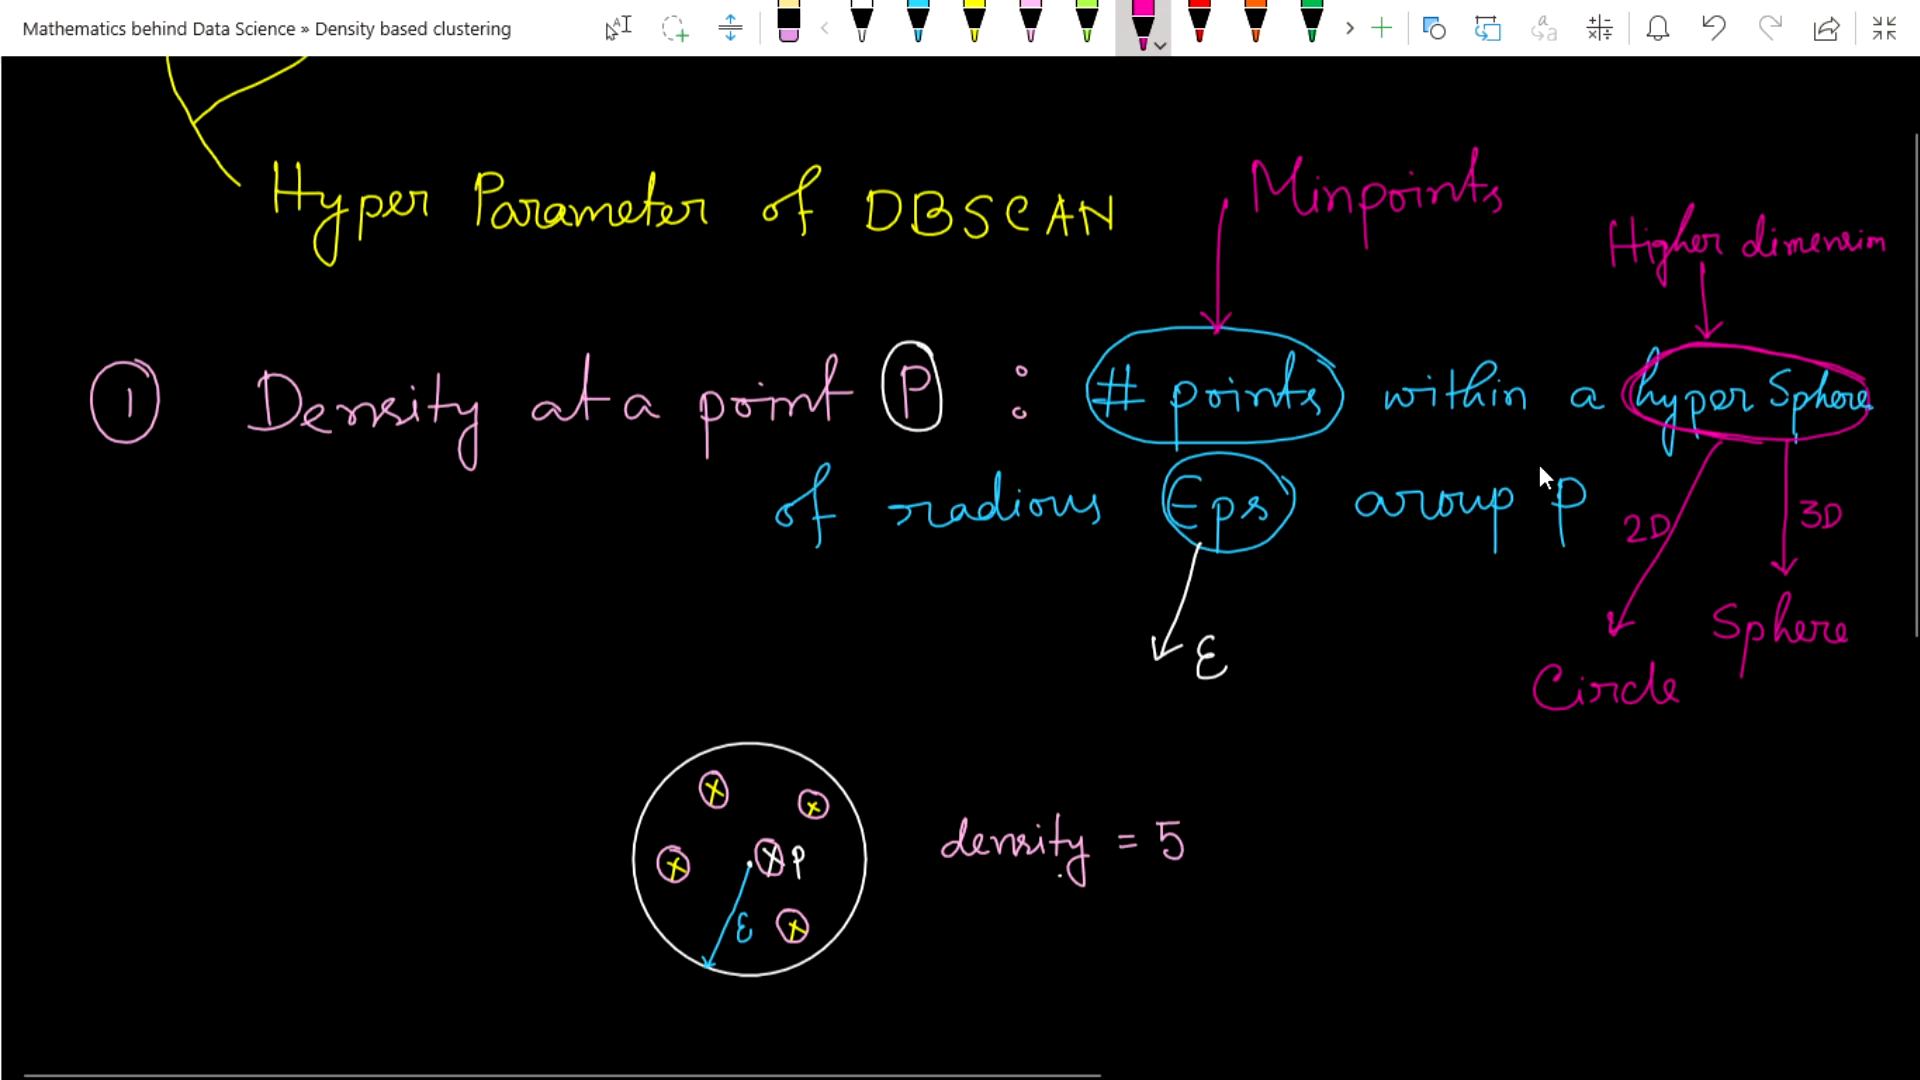 Mathematics behind Data Science » Density based clustering
Hyper Parameter of DBSCAN
Minpoints
Higher dimension
1 Density at a point P : # points within a hyper Sphere
of radious Eps aroup P
2D
3D
ε
Sphere
Circle
x
x
x
x P
ε
x
density = 5